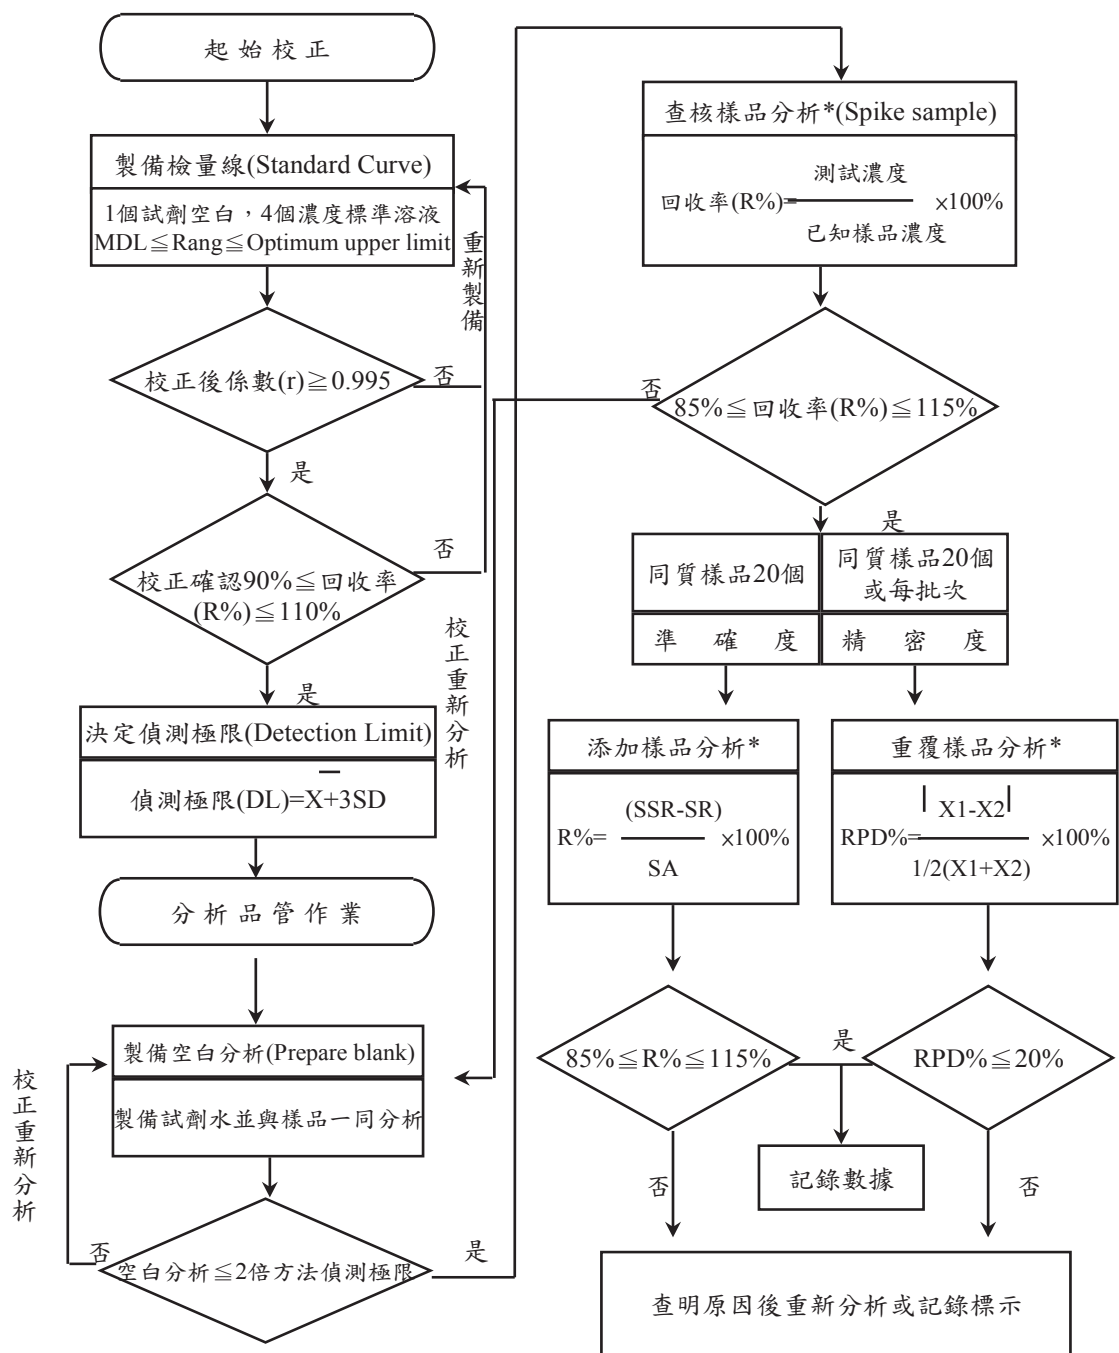 起始校正
製備檢量線(Standard Curve)
1個試劑空白，4個濃度標準溶液
MDL≦Rang≦Optimum upper limit
重新製備
校正後係數(r)≧0.995
否
是
校正確認90%≦回收率
(R%)≦110%
否
是
決定偵測極限(Detection Limit)
偵測極限(DL)=X̅+3SD
分析品管作業
製備空白分析(Prepare blank)
製備試劑水並與樣品一同分析
校正重新分析
空白分析≦2倍方法偵測極限
否
是
查核樣品分析*(Spike sample)
測試濃度
回收率(R%)= ×100%
已知樣品濃度
85%≦回收率(R%)≦115%
否
校正重新分析
是
同質樣品20個
同質樣品20個
或每批次
準確度
精密度
添加樣品分析*
(SSR-SR)
R%= ×100%
SA
重覆樣品分析*
|X1-X2|
RPD%= ×100%
1/2(X1+X2)
85%≦R%≦115%
是
RPD%≦20%
否
記錄數據
否
查明原因後重新分析或記錄標示